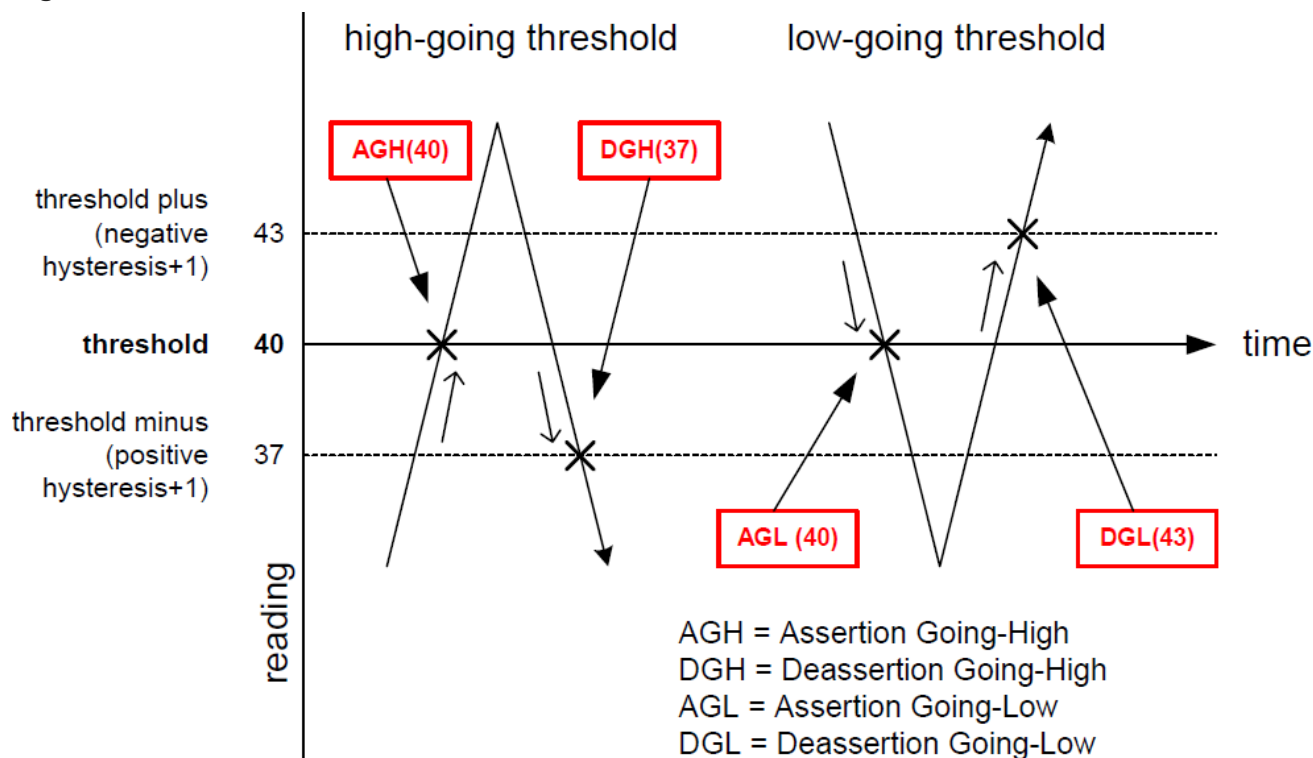 high-going threshold
low-going threshold
AGH(40)
DGH(37)
threshold plus
(negative
hysteresis+1)
43
threshold
40
time
threshold minus
(positive
hysteresis+1)
37
AGL (40)
DGL(43)
reading
AGH = Assertion Going-High
DGH = Deassertion Going-High
AGL = Assertion Going-Low
DGL = Deassertion Going-Low